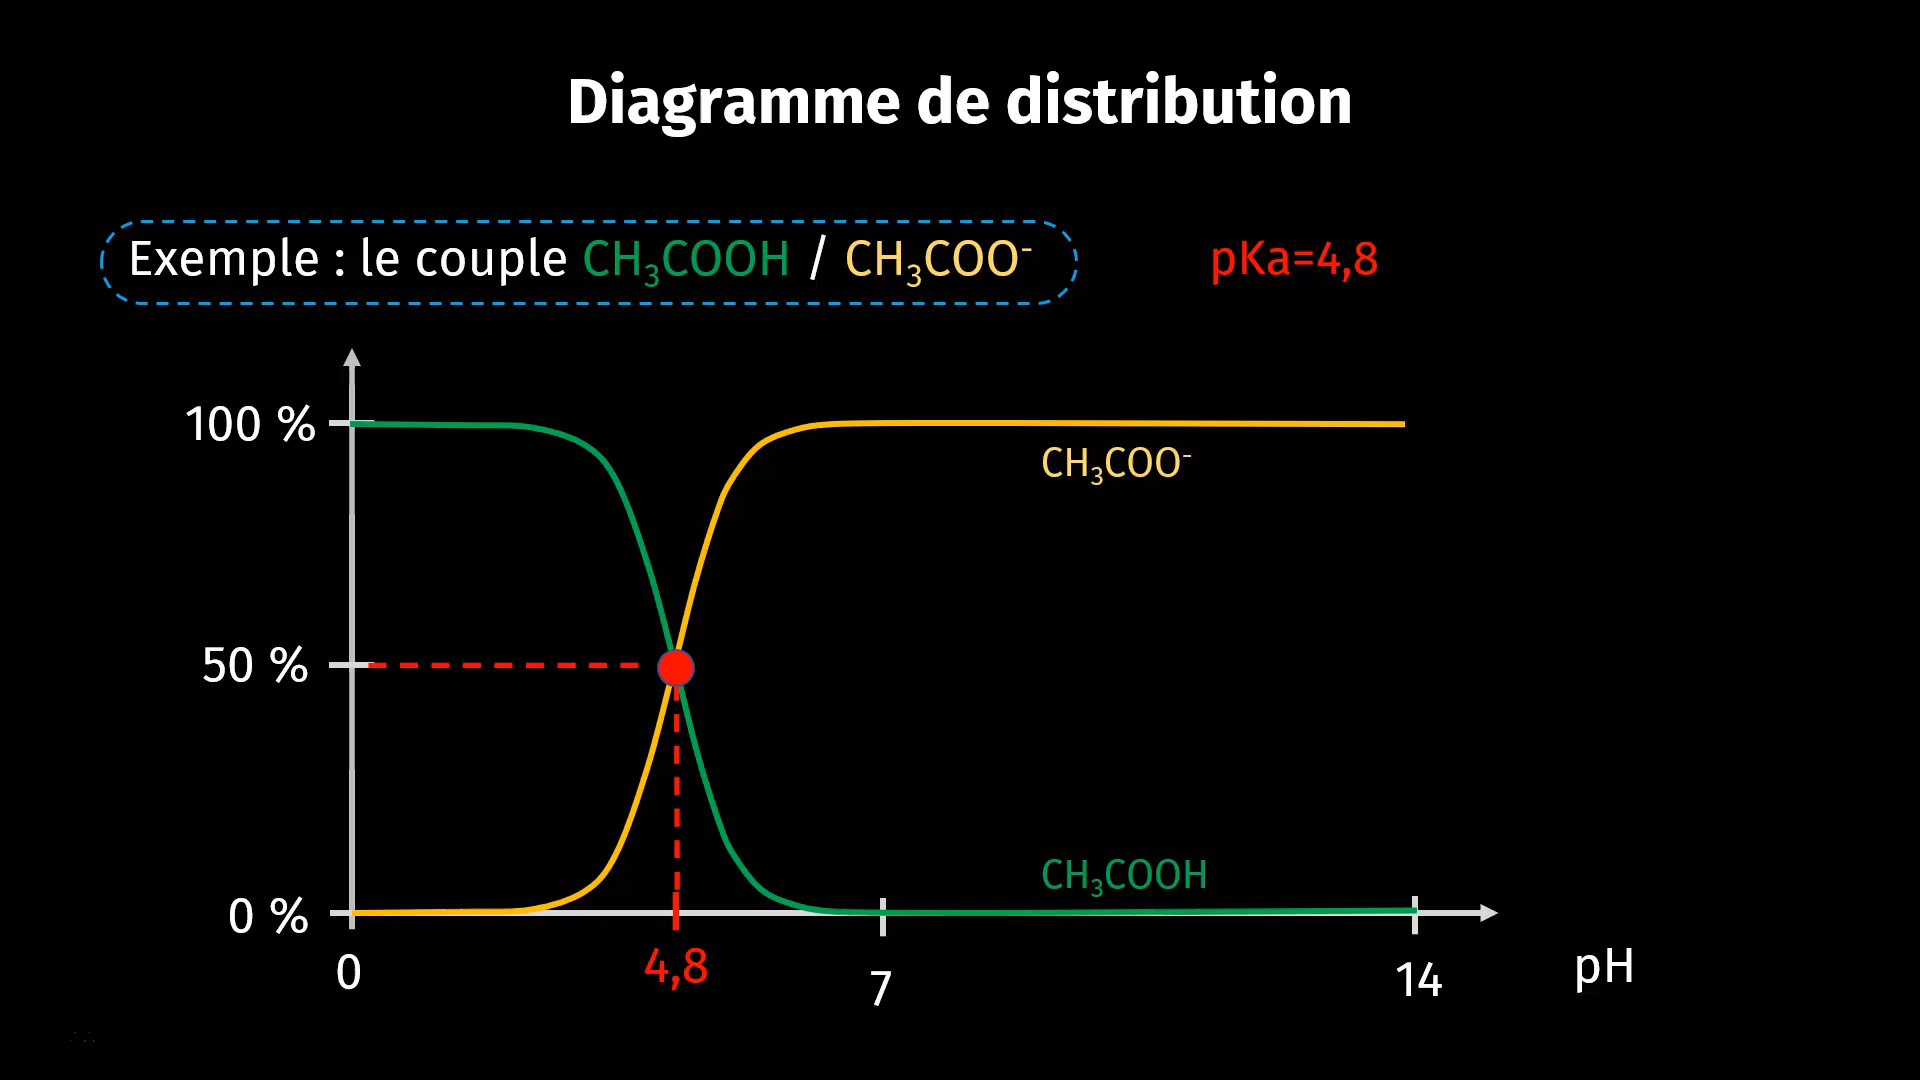 Diagramme de distribution
Exemple : le couple CH₃COOH / CH₃COO⁻
pKa=4,8
100 %
CH₃COO⁻
50 %
CH₃COOH
0 %
0
4,8
7
14
pH